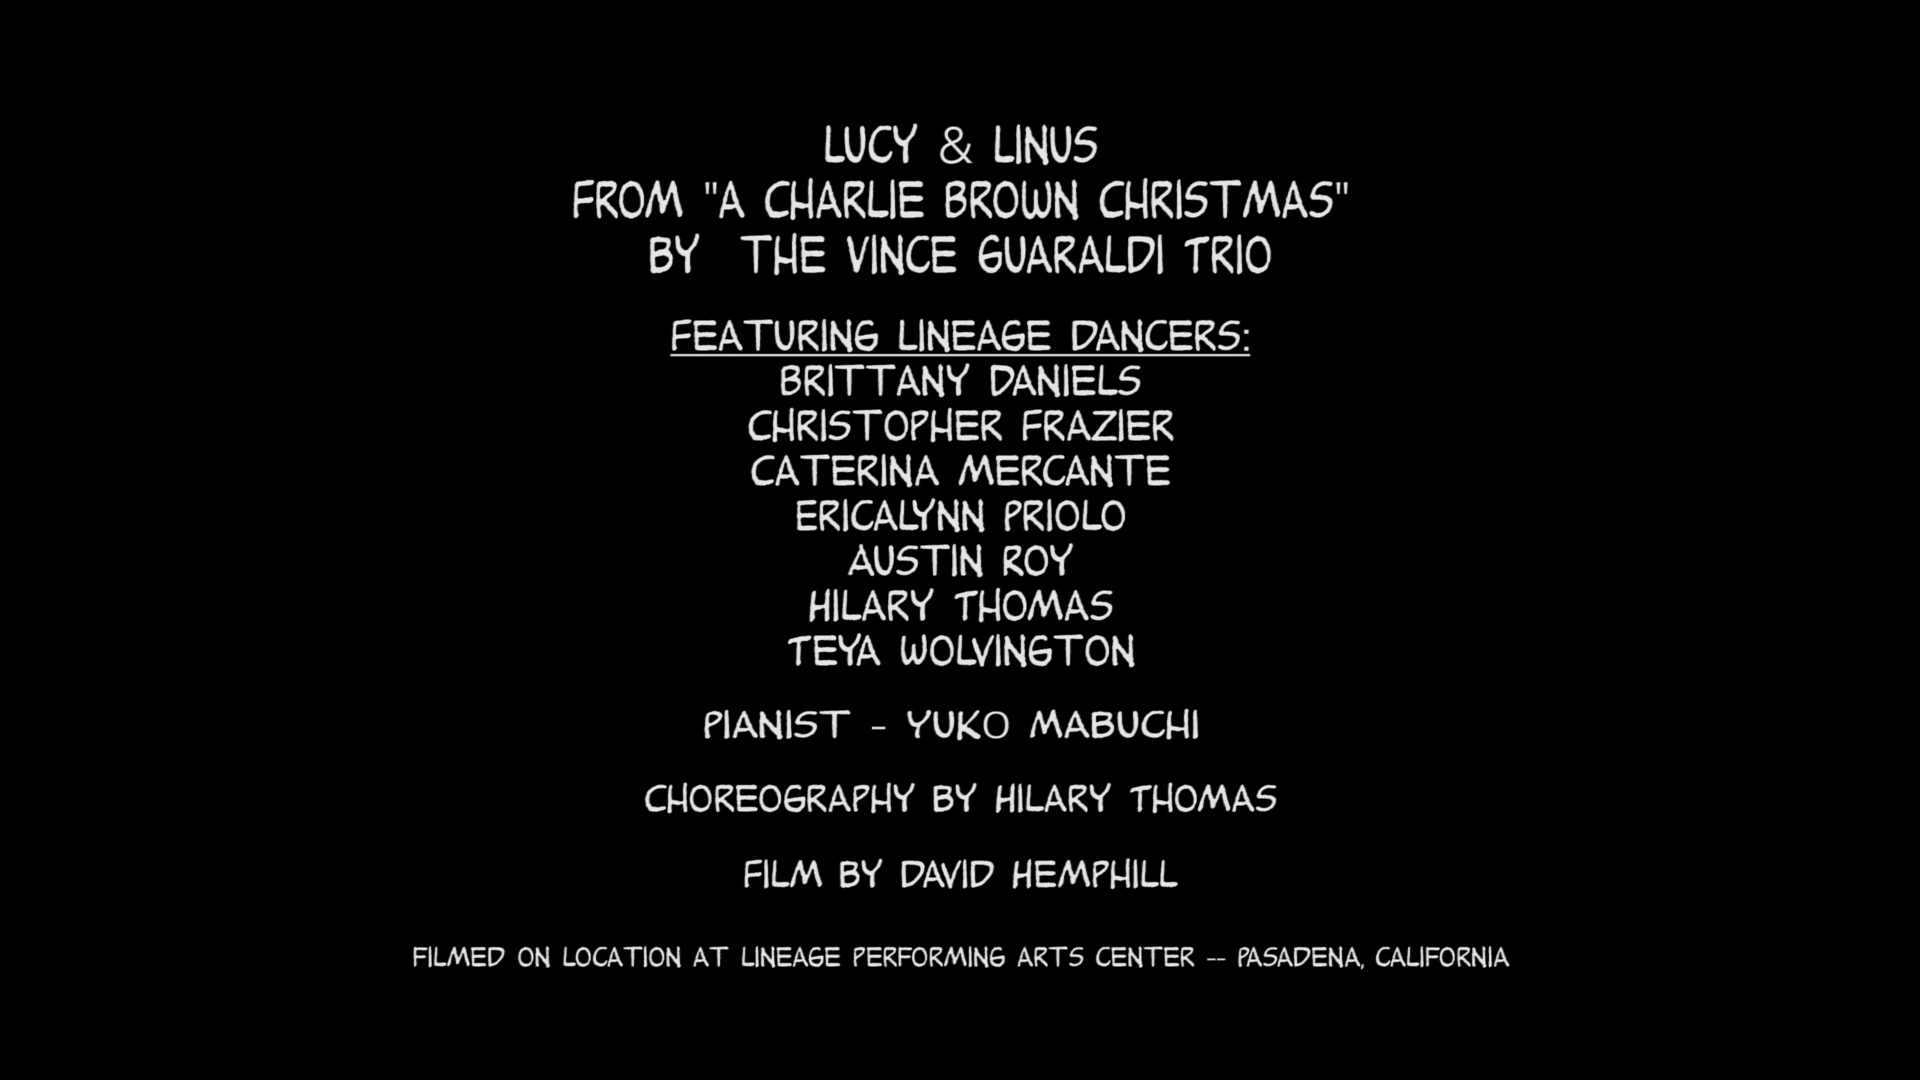 LUCY & LINUS
FROM "A CHARLIE BROWN CHRISTMAS"
BY THE VINCE GUARALDI TRIO
FEATURING LINEAGE DANCERS:
BRITTANY DANIELS
CHRISTOPHER FRAZIER
CATERINA MERCANTE
ERICALYNN PRIOLO
AUSTIN ROY
HILARY THOMAS
TEYA WOLVINGTON
PIANIST - YUKO MABUCHI
CHOREOGRAPHY BY HILARY THOMAS
FILM BY DAVID HEMPHILL
FILMED ON LOCATION AT LINEAGE PERFORMING ARTS CENTER -- PASADENA, CALIFORNIA